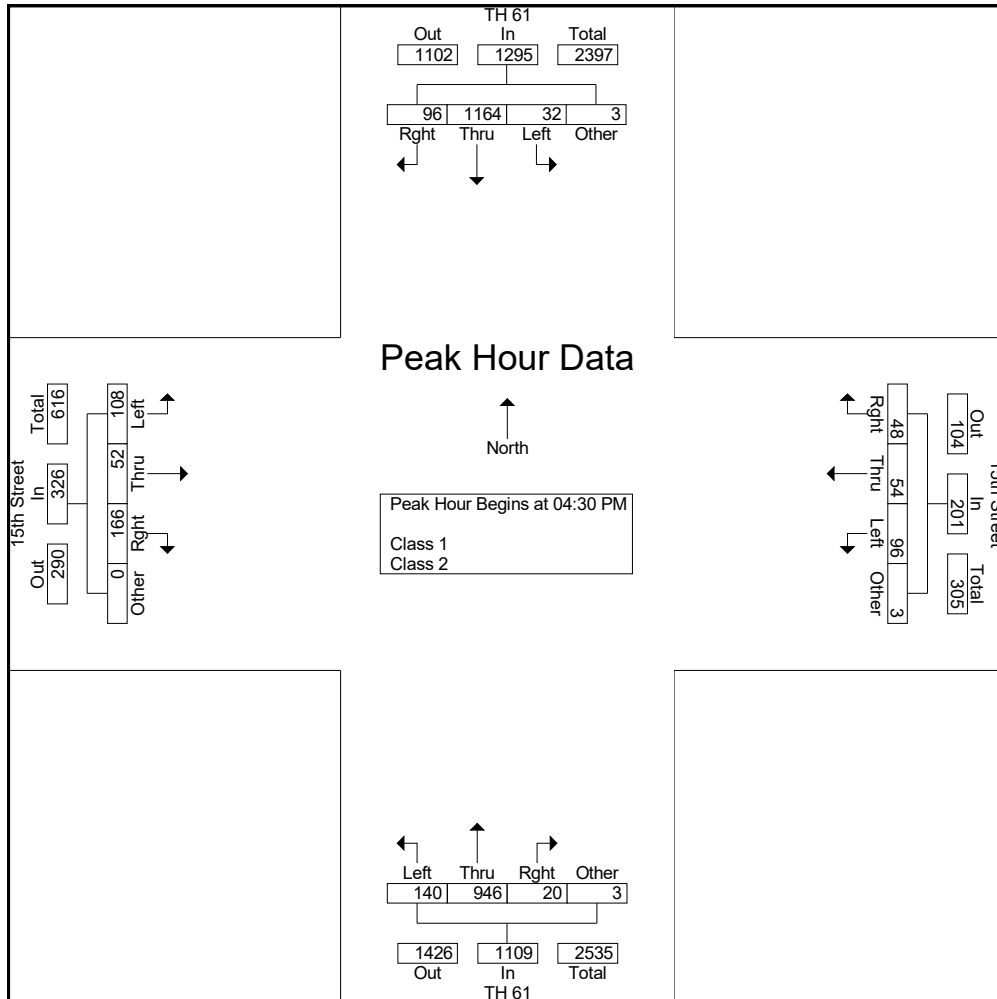 TH 61
Out In Total
1102 1295 2397
96 1164 32 3
Rght Thru Left Other
Peak Hour Data
North
Peak Hour Begins at 04:30 PM
Class 1
Class 2
15th Street
Out In Total
290 326 616
108 52 166 0
Left Thru Rght Other
Out In Total
104 201 305
48 54 96 3
Rght Thru Left Other
Left Thru Rght Other
140 946 20 3
1426 1109 2535
Out In Total
TH 61